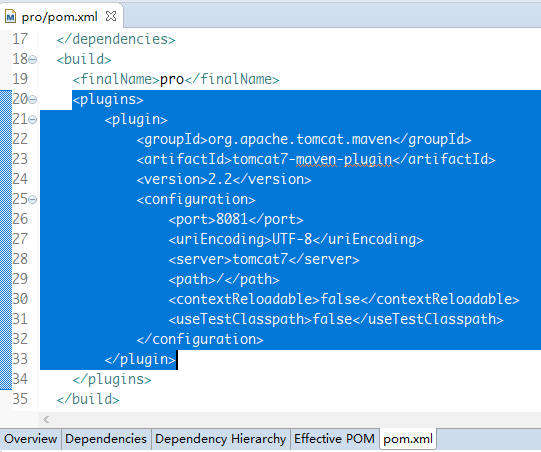 pro/pom.xml
17 </dependencies>
18 <build>
19 <finalName>pro</finalName>
20 <plugins>
21 <plugin>
22 <groupId>org.apache.tomcat.maven</groupId>
23 <artifactId>tomcat7-maven-plugin</artifactId>
24 <version>2.2</version>
25 <configuration>
26 <port>8081</port>
27 <uriEncoding>UTF-8</uriEncoding>
28 <server>tomcat7</server>
29 <path>/</path>
30 <contextReloadable>false</contextReloadable>
31 <useTestClasspath>false</useTestClasspath>
32 </configuration>
33 </plugin>
34 </plugins>
35 </build>
Overview Dependencies Dependency Hierarchy Effective POM pom.xml